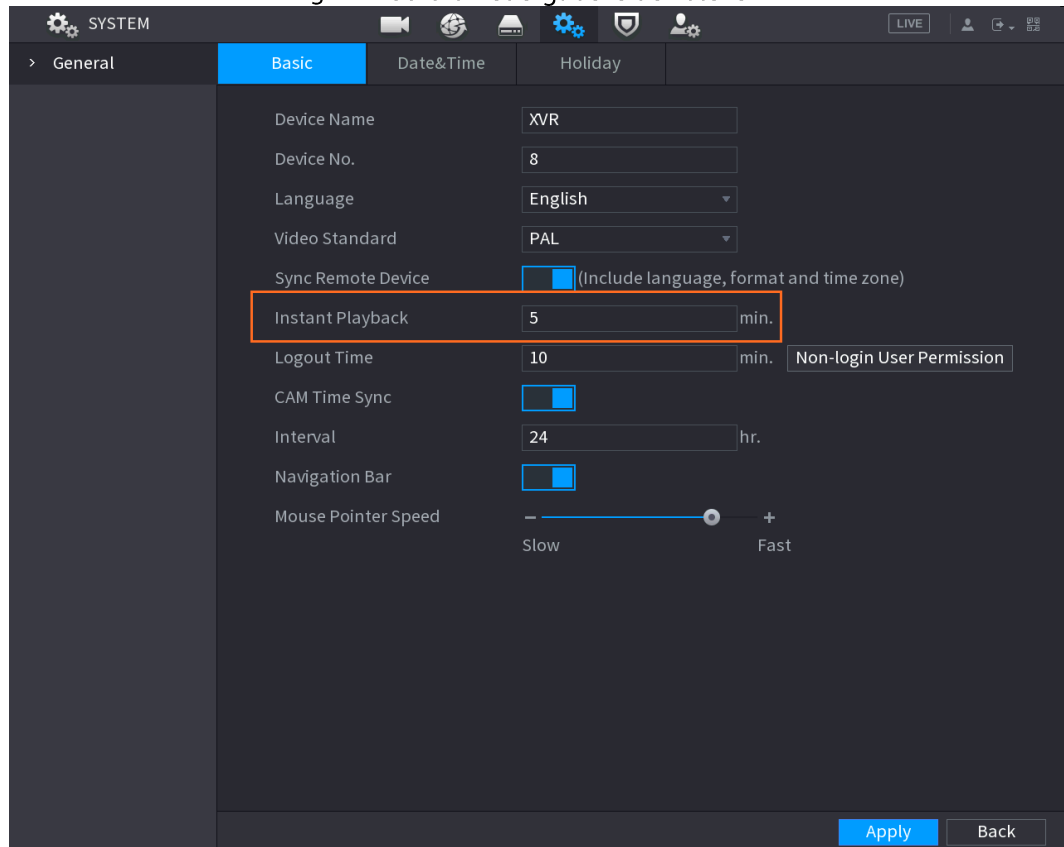 SYSTEM LIVE
> General Basic Date&Time Holiday
Device Name XVR
Device No. 8
Language English
Video Standard PAL
Sync Remote Device (Include language, format and time zone)
Instant Playback 5 min.
Logout Time 10 min. Non-login User Permission
CAM Time Sync
Interval 24 hr.
Navigation Bar
Mouse Pointer Speed − +
Slow Fast
Apply Back